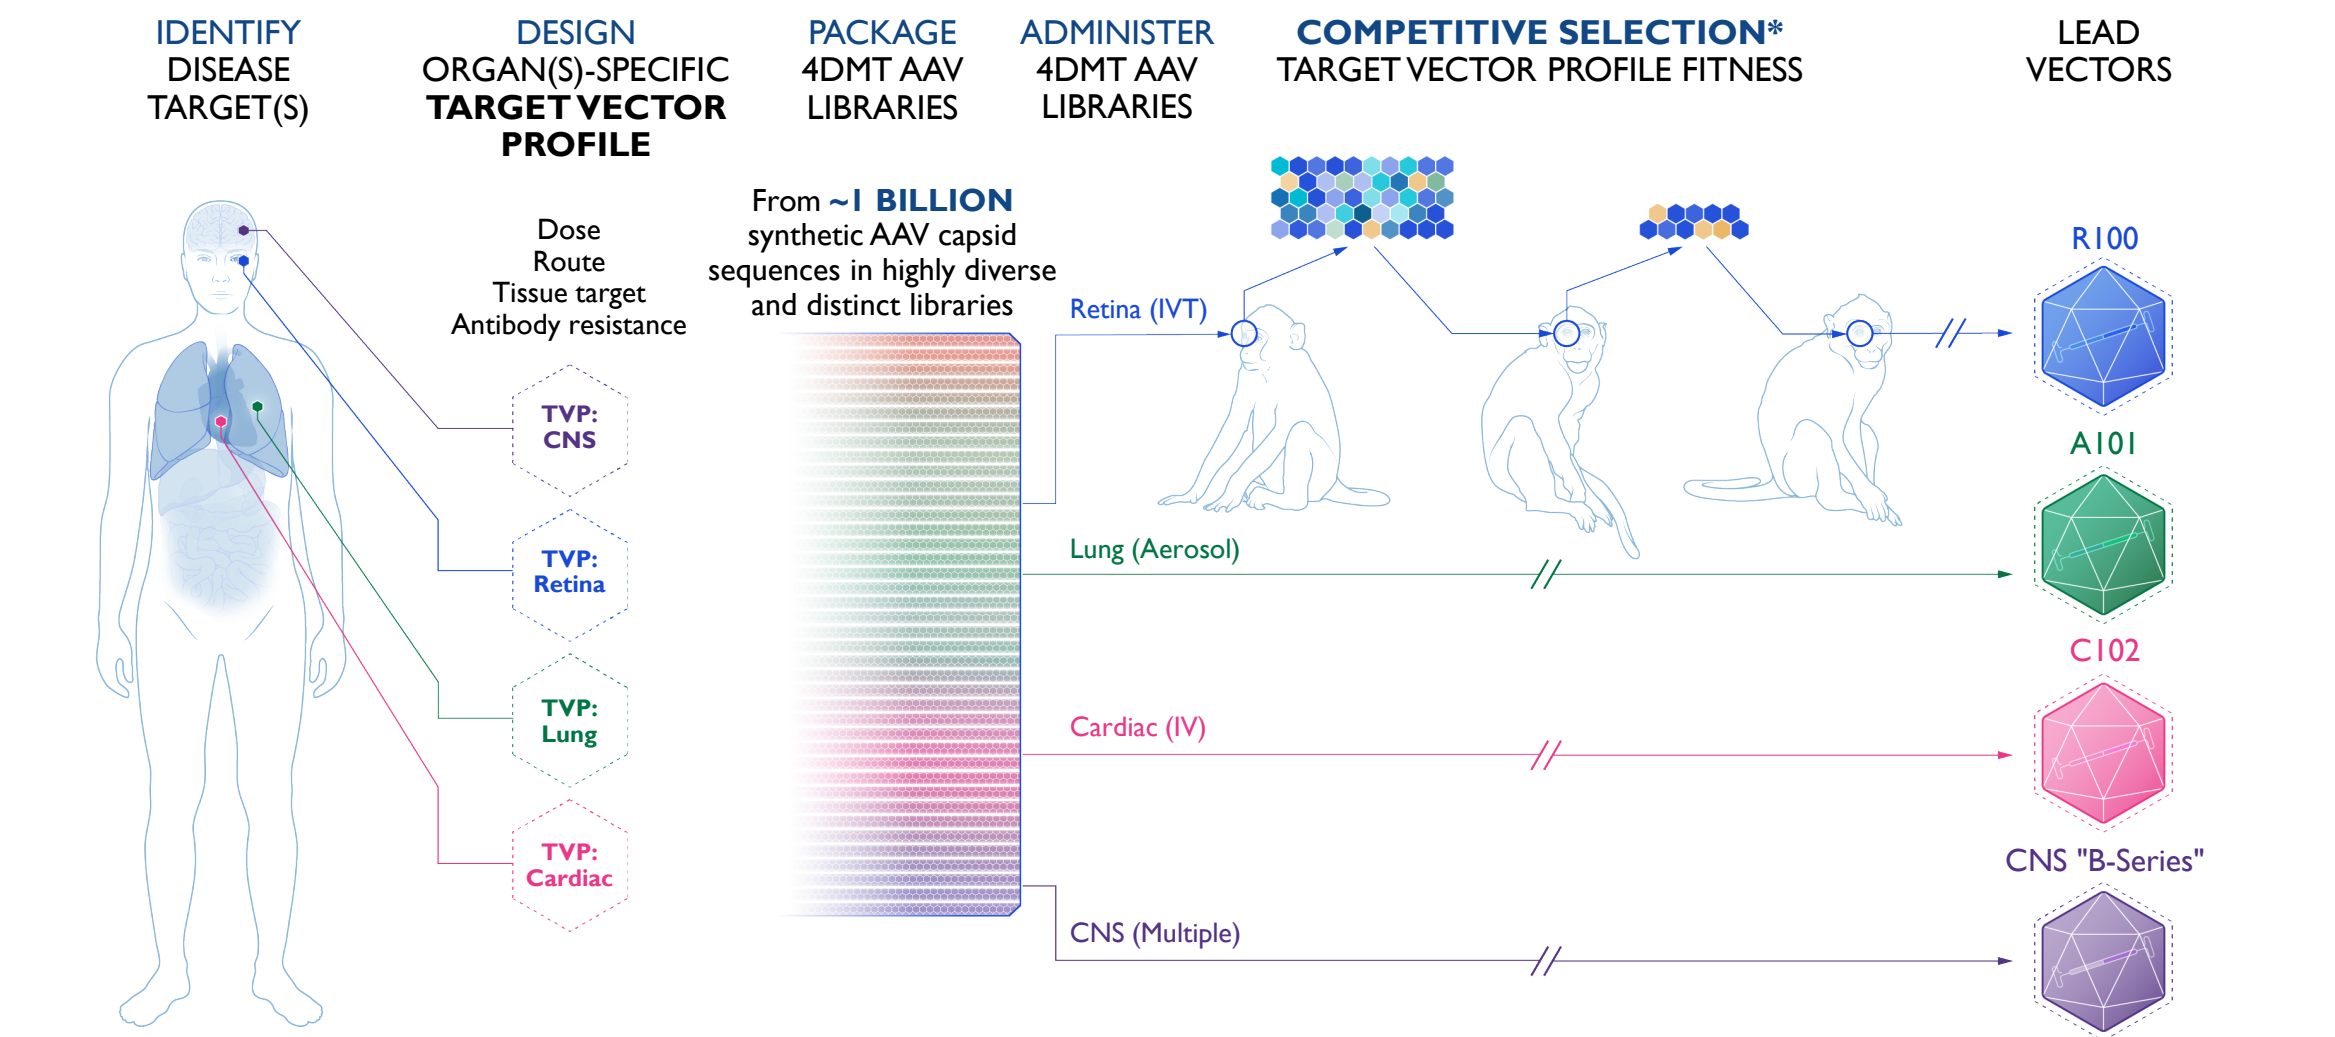 IDENTIFY
DISEASE
TARGET(S)
DESIGN
ORGAN(S)-SPECIFIC
TARGET VECTOR
PROFILE
PACKAGE
4DMT AAV
LIBRARIES
ADMINISTER
4DMT AAV
LIBRARIES
COMPETITIVE SELECTION*
TARGET VECTOR PROFILE FITNESS
LEAD
VECTORS
Dose
Route
Tissue target
Antibody resistance
TVP:
CNS
TVP:
Retina
TVP:
Lung
TVP:
Cardiac
From ~1 BILLION
synthetic AAV capsid
sequences in highly diverse
and distinct libraries
Retina (IVT)
Lung (Aerosol)
Cardiac (IV)
CNS (Multiple)
R100
A101
C102
CNS "B-Series"